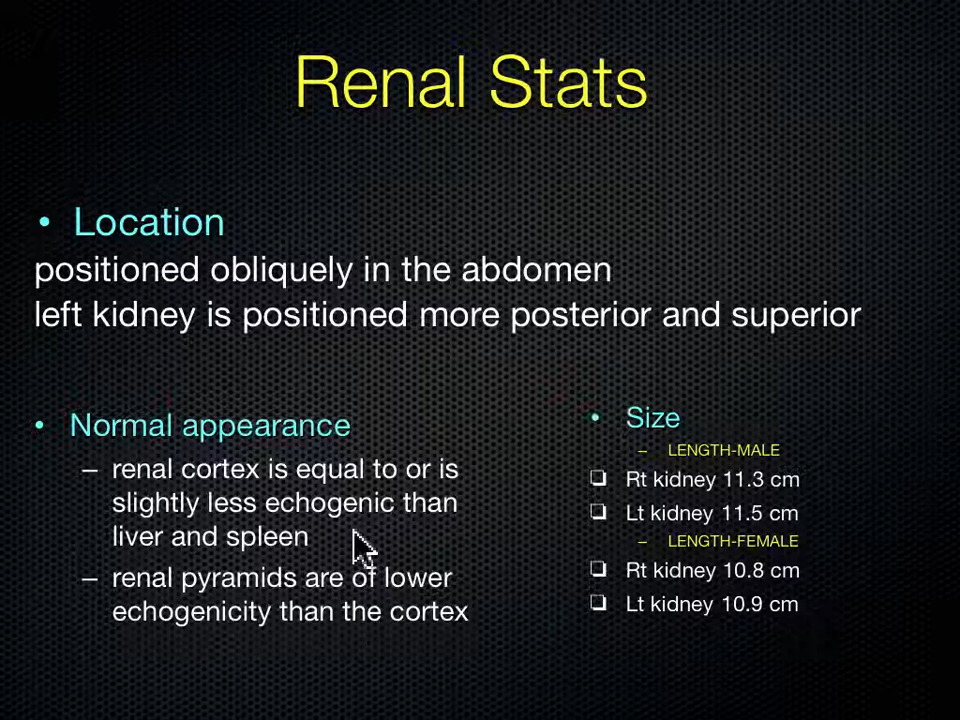 Renal Stats
• Location
positioned obliquely in the abdomen
left kidney is positioned more posterior and superior
• Normal appearance
– renal cortex is equal to or is
slightly less echogenic than
liver and spleen
– renal pyramids are of lower
echogenicity than the cortex
• Size
– LENGTH-MALE
❑ Rt kidney 11.3 cm
❑ Lt kidney 11.5 cm
– LENGTH-FEMALE
❑ Rt kidney 10.8 cm
❑ Lt kidney 10.9 cm